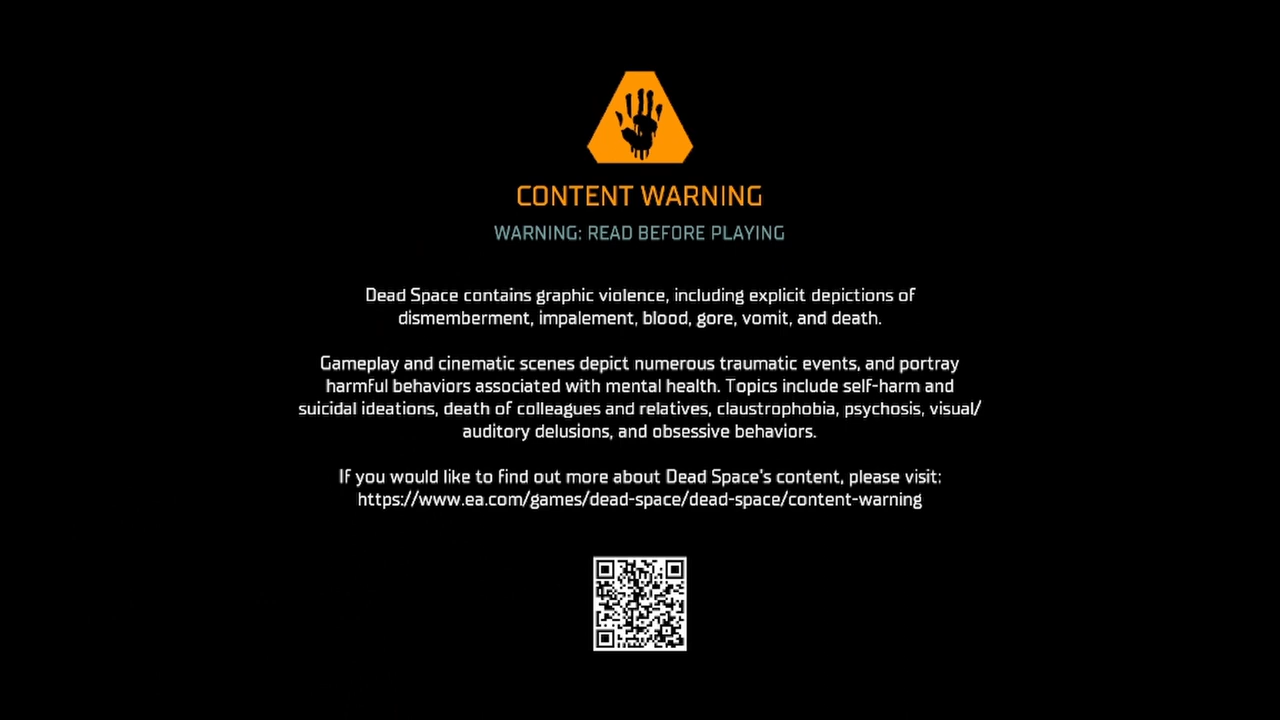 CONTENT WARNING
WARNING: READ BEFORE PLAYING
Dead Space contains graphic violence, including explicit depictions of
dismemberment, impalement, blood, gore, vomit, and death.
Gameplay and cinematic scenes depict numerous traumatic events, and portray
harmful behaviors associated with mental health. Topics include self-harm and
suicidal ideations, death of colleagues and relatives, claustrophobia, psychosis, visual/
auditory delusions, and obsessive behaviors.
If you would like to find out more about Dead Space's content, please visit:
https://www.ea.com/games/dead-space/dead-space/content-warning